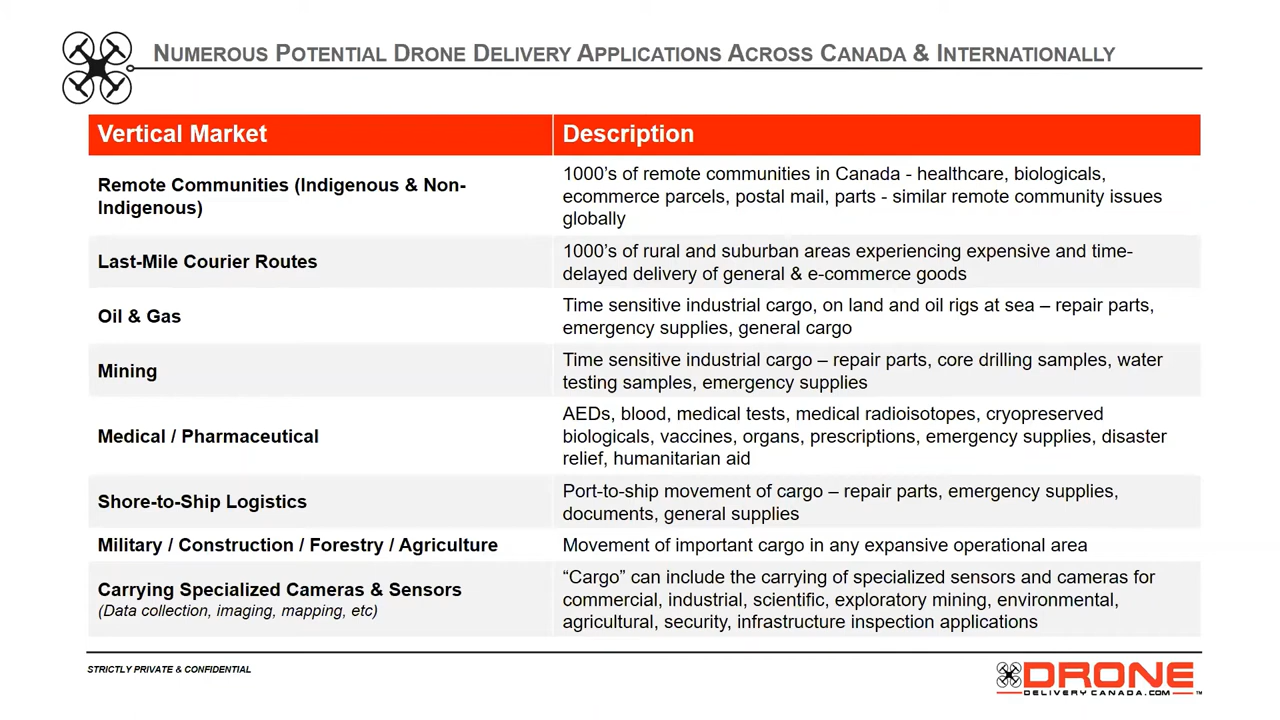 NUMEROUS POTENTIAL DRONE DELIVERY APPLICATIONS ACROSS CANADA & INTERNATIONALLY
Vertical Market
Description
Remote Communities (Indigenous & Non-
Indigenous)
1000’s of remote communities in Canada - healthcare, biologicals,
ecommerce parcels, postal mail, parts - similar remote community issues
globally
Last-Mile Courier Routes
1000’s of rural and suburban areas experiencing expensive and time-
delayed delivery of general & e-commerce goods
Oil & Gas
Time sensitive industrial cargo, on land and oil rigs at sea – repair parts,
emergency supplies, general cargo
Mining
Time sensitive industrial cargo – repair parts, core drilling samples, water
testing samples, emergency supplies
Medical / Pharmaceutical
AEDs, blood, medical tests, medical radioisotopes, cryopreserved
biologicals, vaccines, organs, prescriptions, emergency supplies, disaster
relief, humanitarian aid
Shore-to-Ship Logistics
Port-to-ship movement of cargo – repair parts, emergency supplies,
documents, general supplies
Military / Construction / Forestry / Agriculture
Movement of important cargo in any expansive operational area
Carrying Specialized Cameras & Sensors
(Data collection, imaging, mapping, etc)
“Cargo” can include the carrying of specialized sensors and cameras for
commercial, industrial, scientific, exploratory mining, environmental,
agricultural, security, infrastructure inspection applications
STRICTLY PRIVATE & CONFIDENTIAL
DRONE
DELIVERY CANADA.COM ™